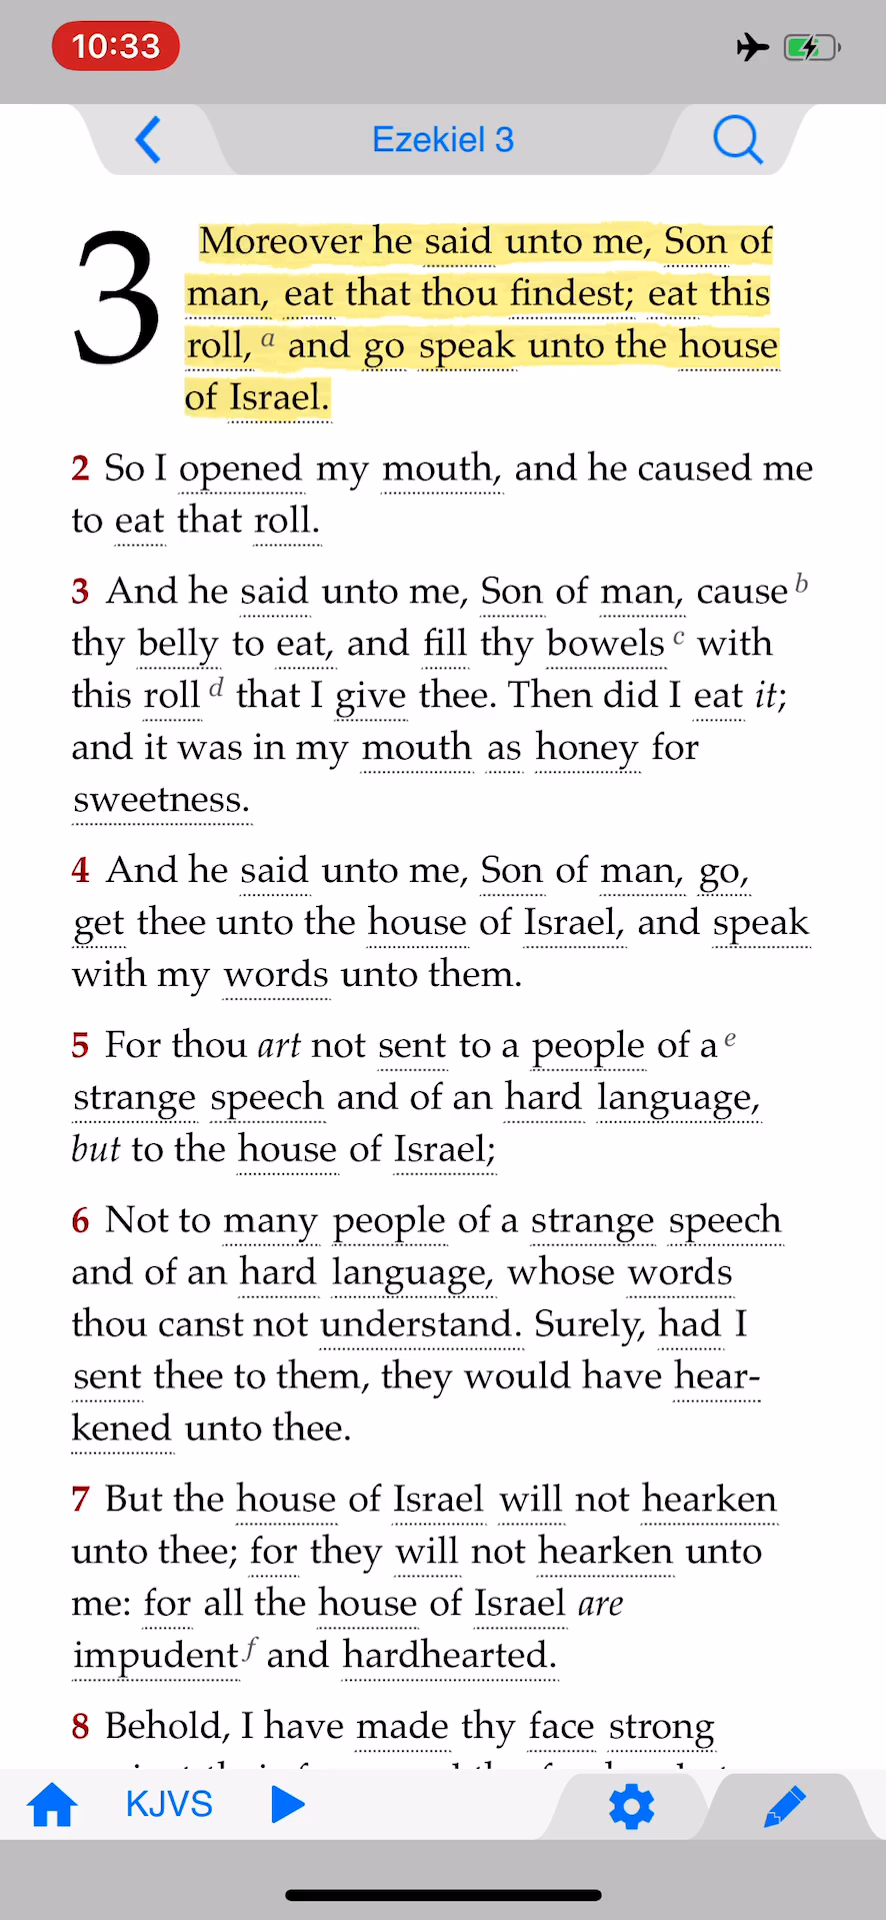 10:33
Ezekiel 3
3 Moreover he said unto me, Son of
man, eat that thou findest; eat this
roll, a and go speak unto the house
of Israel.
2 So I opened my mouth, and he caused me
to eat that roll.
3 And he said unto me, Son of man, cause b
thy belly to eat, and fill thy bowels c with
this roll d that I give thee. Then did I eat it;
and it was in my mouth as honey for
sweetness.
4 And he said unto me, Son of man, go,
get thee unto the house of Israel, and speak
with my words unto them.
5 For thou art not sent to a people of a e
strange speech and of an hard language,
but to the house of Israel;
6 Not to many people of a strange speech
and of an hard language, whose words
thou canst not understand. Surely, had I
sent thee to them, they would have hear-
kened unto thee.
7 But the house of Israel will not hearken
unto thee; for they will not hearken unto
me: for all the house of Israel are
impudent f and hardhearted.
8 Behold, I have made thy face strong
KJVS